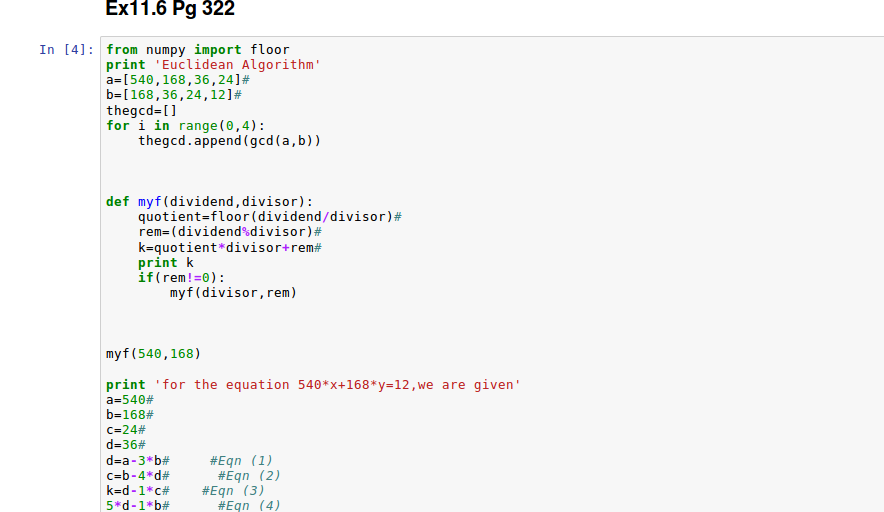 Ex11.6 Pg 322
In [4]: from numpy import floor
print 'Euclidean Algorithm'
a=[540,168,36,24]#
b=[168,36,24,12]#
thegcd=[]
for i in range(0,4):
    thegcd.append(gcd(a,b))
def myf(dividend,divisor):
    quotient=floor(dividend/divisor)#
    rem=(dividend%divisor)#
    k=quotient*divisor+rem#
    print k
    if(rem!=0):
        myf(divisor,rem)
myf(540,168)
print 'for the equation 540*x+168*y=12,we are given'
a=540#
b=168#
c=24#
d=36#
d=a-3*b#     #Eqn (1)
c=b-4*d#      #Eqn (2)
k=d-1*c#    #Eqn (3)
5*d-1*b#      #Eqn (4)